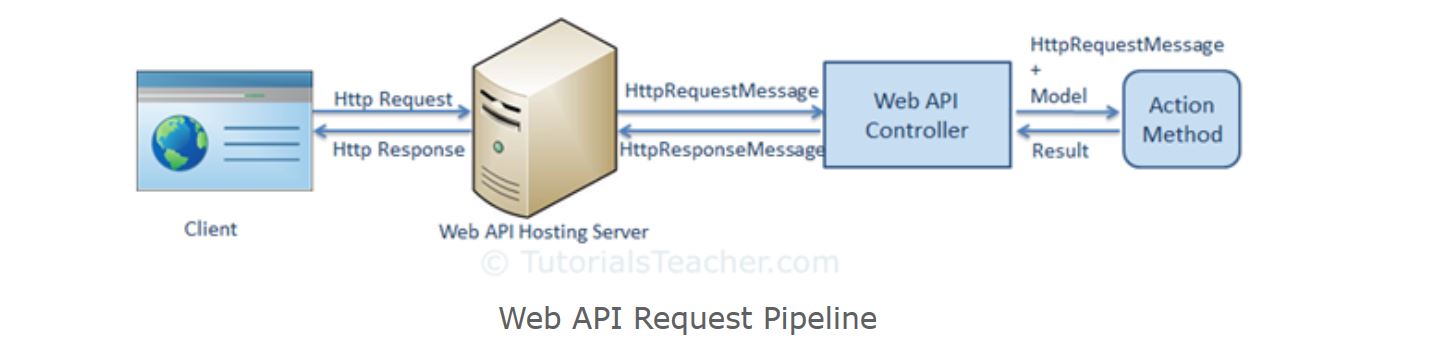 Http Request
Http Response
Client
Web API Hosting Server
HttpRequestMessage
HttpResponseMessage
Web API
Controller
HttpRequestMessage
+
Model
Result
Action
Method
© TutorialsTeacher.com
Web API Request Pipeline